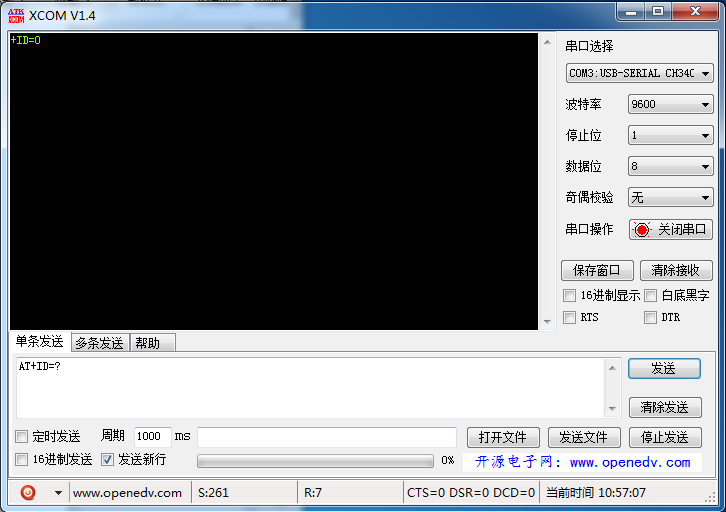 ATK
XCOM XCOM V1.4
+ID=0
串口选择
COM3:USB-SERIAL CH340
波特率 9600
停止位 1
数据位 8
奇偶校验 无
串口操作 关闭串口
保存窗口 清除接收
16进制显示 白底黑字
RTS DTR
单条发送 多条发送 帮助
AT+ID=?
发送
清除发送
定时发送 周期 1000 ms 打开文件 发送文件 停止发送
16进制发送 发送新行 0% 开源电子网: www.openedv.com
www.openedv.com S:261 R:7 CTS=0 DSR=0 DCD=0 当前时间 10:57:07